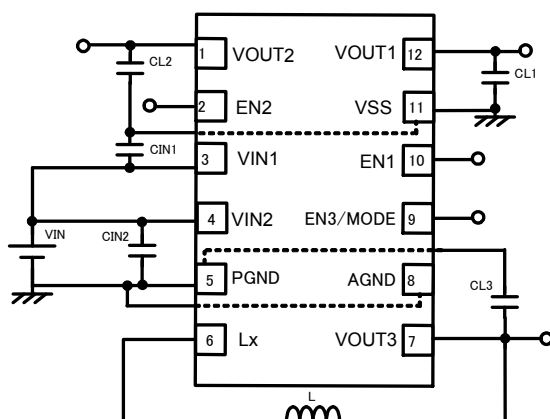 1 VOUT2 VOUT1 12
CL2 CL1
2 EN2 VSS 11
CIN1
3 VIN1 EN1 10
4 VIN2 EN3/MODE 9
VIN CIN2
5 PGND AGND 8
CL3
6 Lx VOUT3 7
L